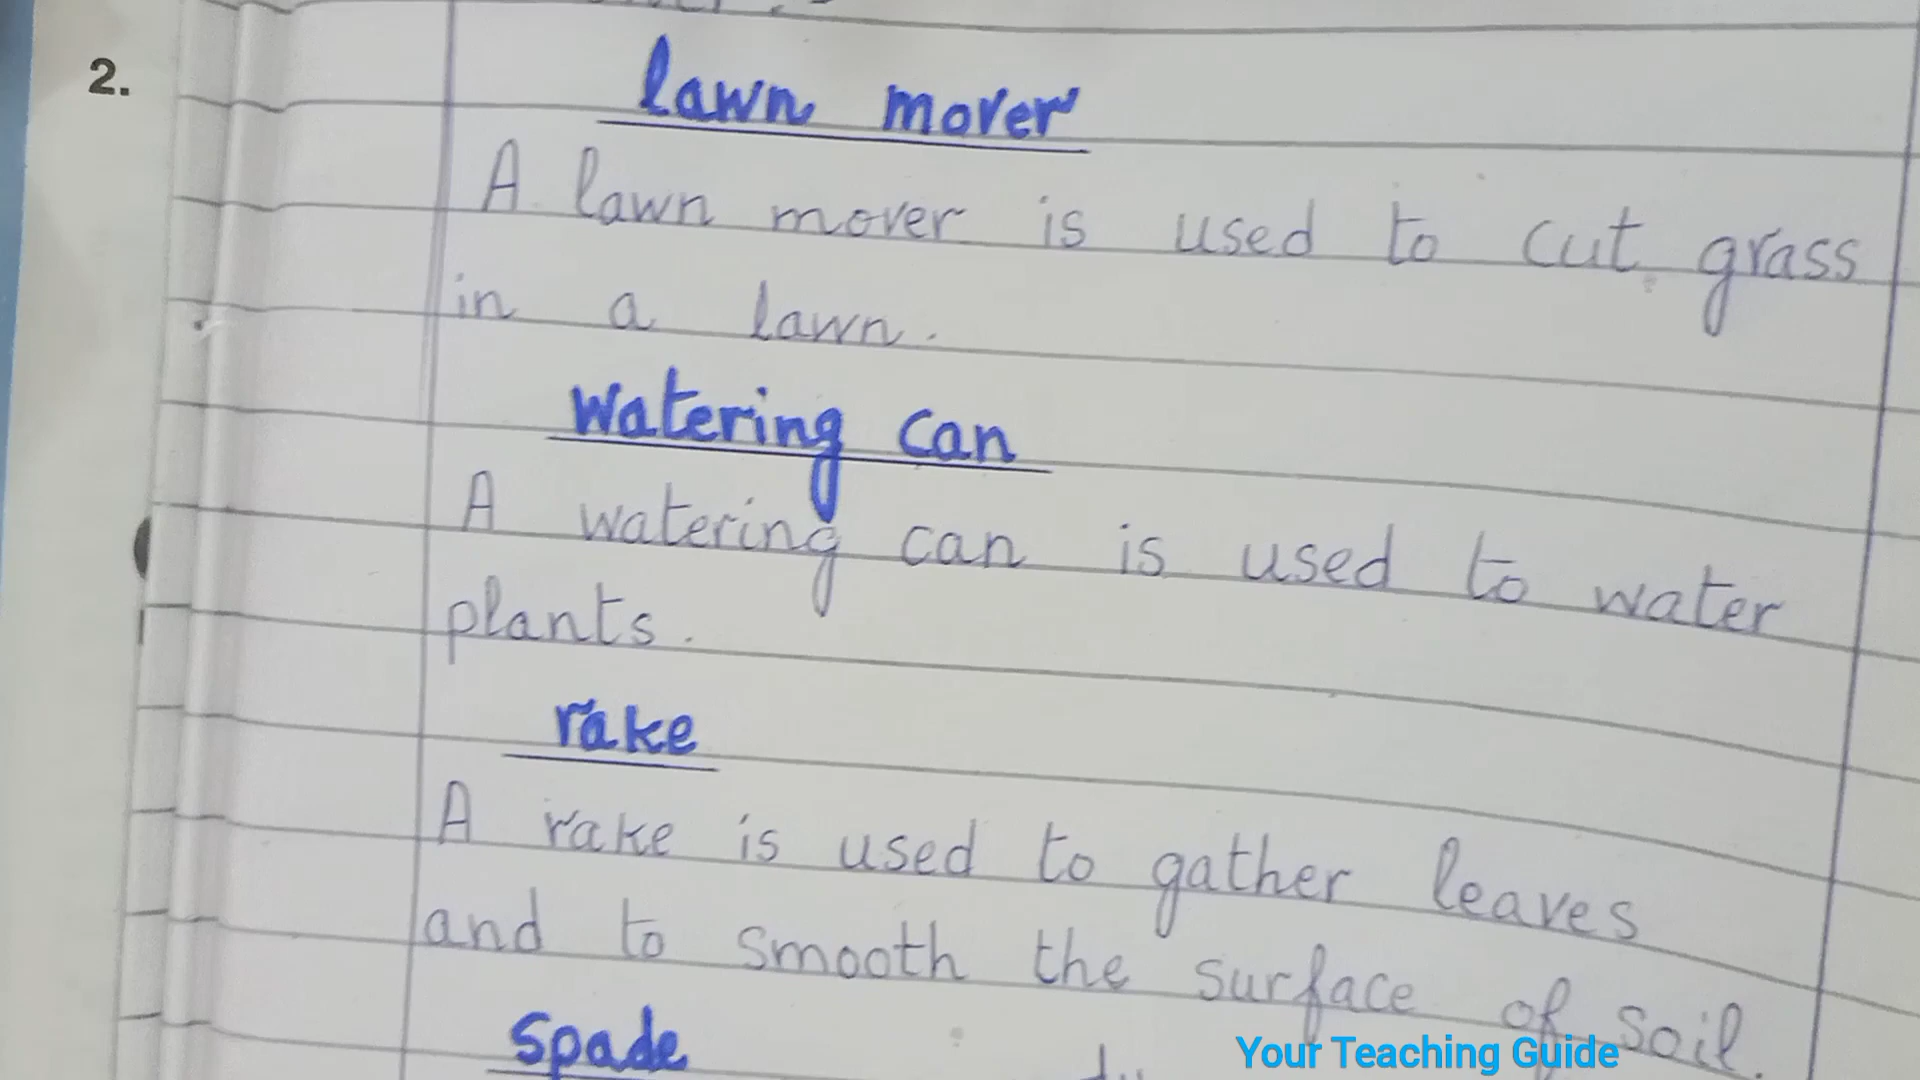 2.
lawn mover
A lawn mover is used to cut grass
in a lawn.
watering can
A watering can is used to water
plants.
rake
A rake is used to gather leaves
and to smooth the surface of soil.
spade
Your Teaching Guide